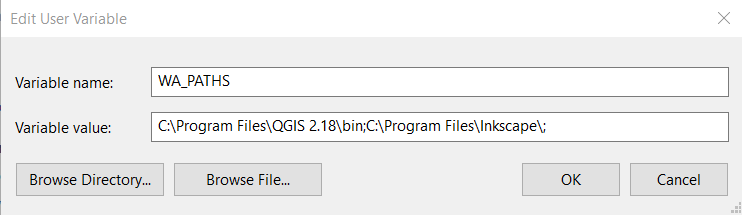 Edit User Variable
Variable name: WA_PATHS
Variable value: C:\Program Files\QGIS 2.18\bin;C:\Program Files\Inkscape\;
Browse Directory... Browse File... OK Cancel